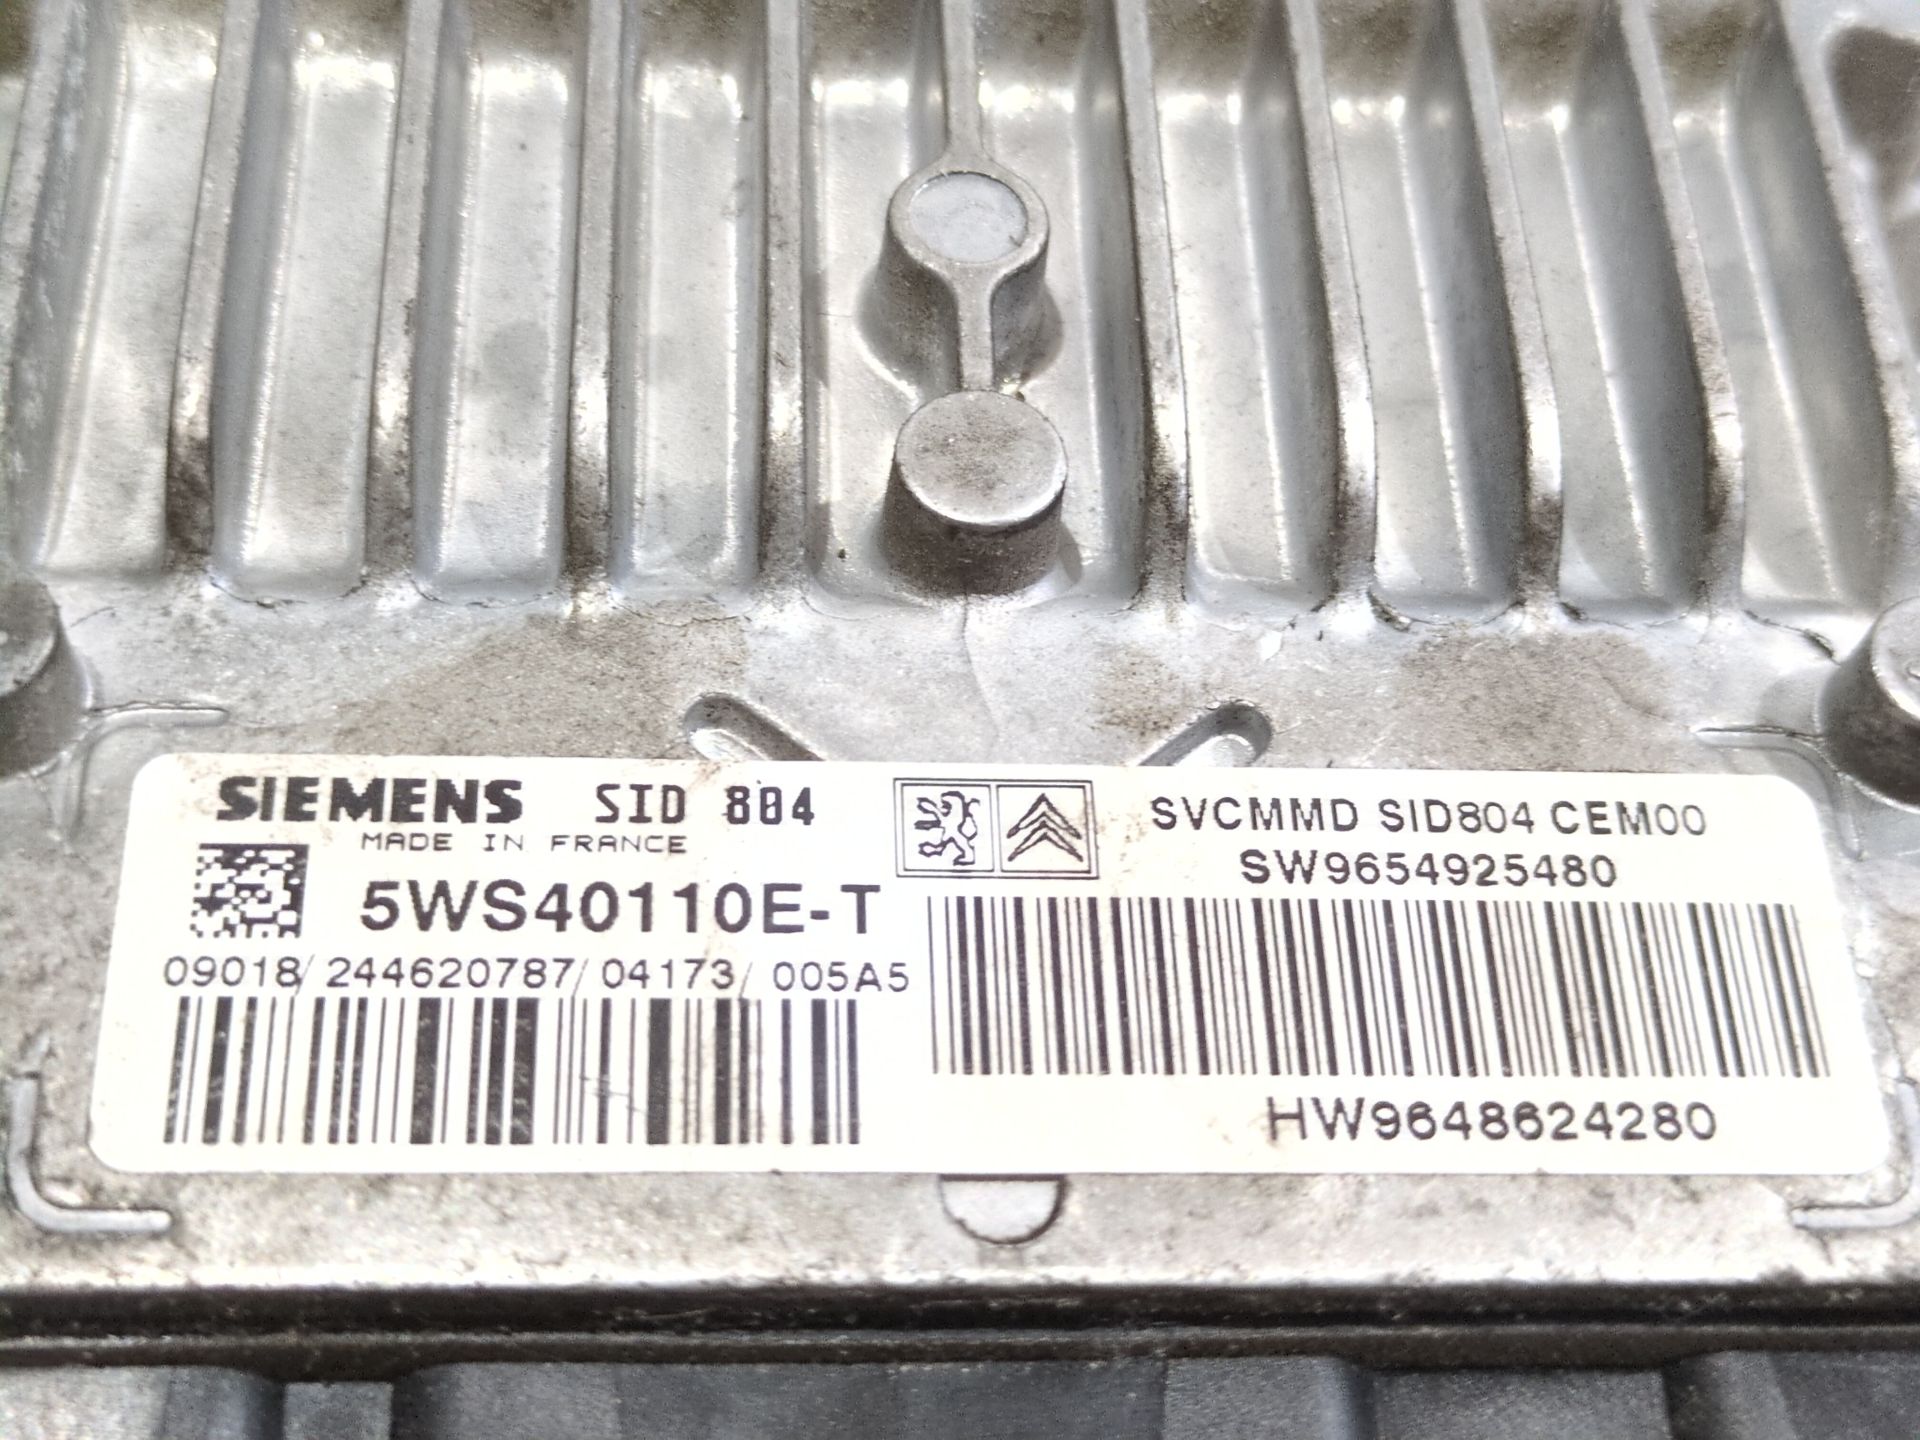 SIEMENS SID 804
MADE IN FRANCE
5WS40110E-T
09018/244620787/04173/005A5
SVCMMD SID804 CEM00
SW9654925480
HW9648624280